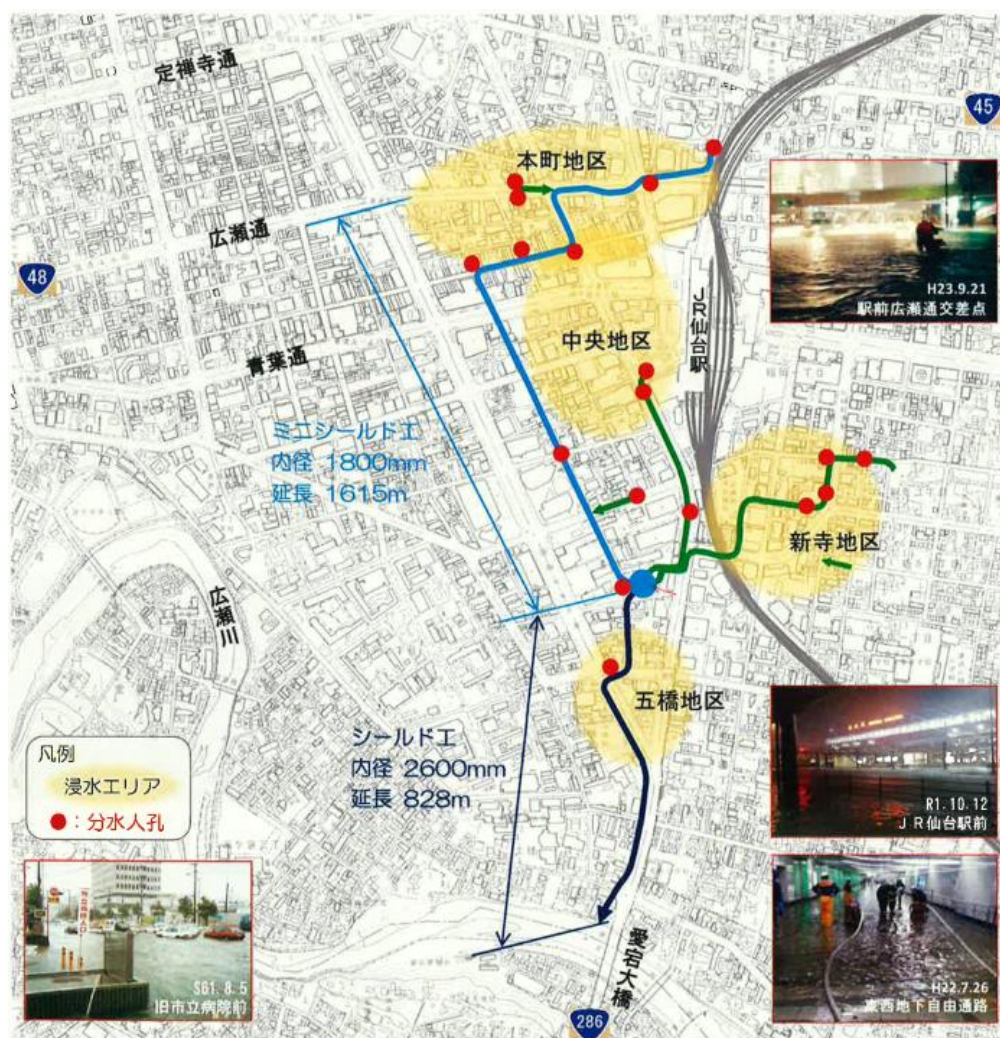 定禅寺通
45
本町地区
広瀬通
48
H23.9.21
駅前広瀬通交差点
JR仙台駅
中央地区
青葉通
ミニシールド工
内径 1800mm
延長 1615m
新寺地区
広瀬川
五橋地区
シールド工
内径 2600mm
延長 828m
凡例
浸水エリア
●:分水人孔
R1.10.12
JR仙台駅前
S61.8.5
旧市立病院前
H22.7.26
東西地下自由通路
愛宕大橋
286